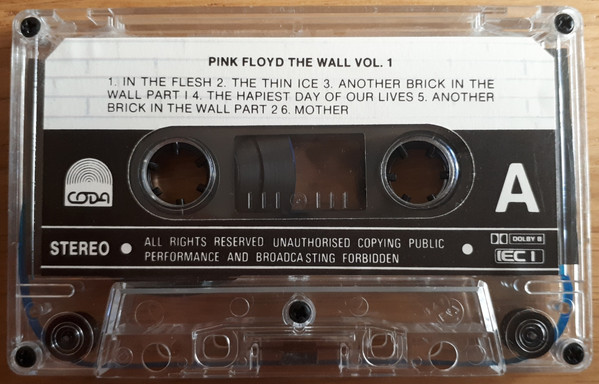 PINK FLOYD THE WALL VOL. 1
1. IN THE FLESH 2. THE THIN ICE 3. ANOTHER BRICK IN THE
WALL PART I 4. THE HAPIEST DAY OF OUR LIVES 5. ANOTHER
BRICK IN THE WALL PART 2 6. MOTHER
CODA
A
STEREO • ALL RIGHTS RESERVED UNAUTHORISED COPYING PUBLIC •
PERFORMANCE AND BROADCASTING FORBIDDEN
DOLBY B
IEC I